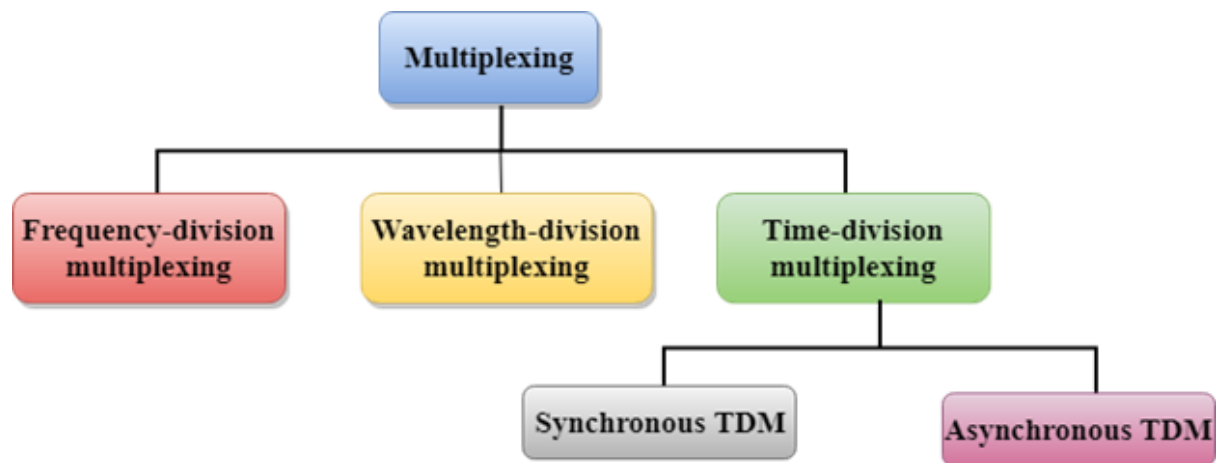 Multiplexing
Frequency-division
multiplexing
Wavelength-division
multiplexing
Time-division
multiplexing
Synchronous TDM
Asynchronous TDM